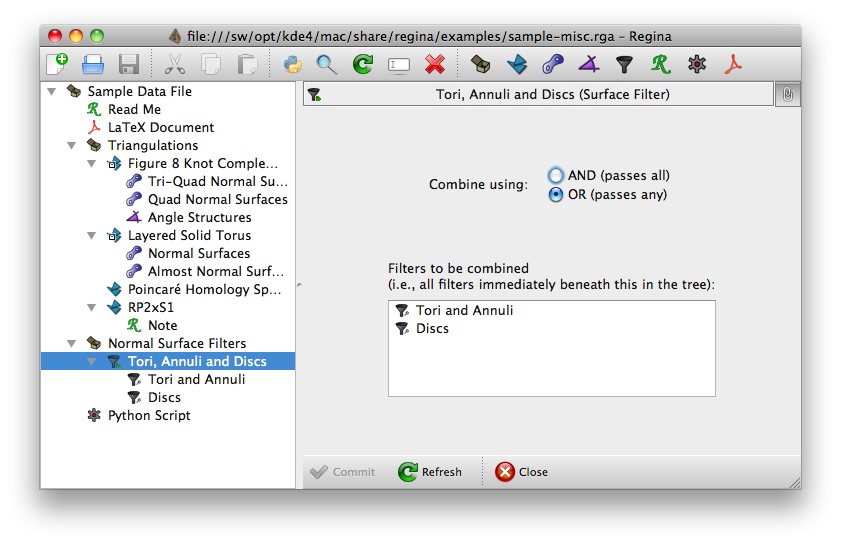 file:///sw/opt/kde4/mac/share/regina/examples/sample-misc.rga – Regina
Sample Data File
Read Me
LaTeX Document
Triangulations
Figure 8 Knot Comple...
Tri-Quad Normal Su...
Quad Normal Surfaces
Angle Structures
Layered Solid Torus
Normal Surfaces
Almost Normal Surf...
Poincaré Homology Sp...
RP2xS1
Note
Normal Surface Filters
Tori, Annuli and Discs
Tori and Annuli
Discs
Python Script
Tori, Annuli and Discs (Surface Filter)
Combine using:
AND (passes all)
OR (passes any)
Filters to be combined
(i.e., all filters immediately beneath this in the tree):
Tori and Annuli
Discs
Commit
Refresh
Close